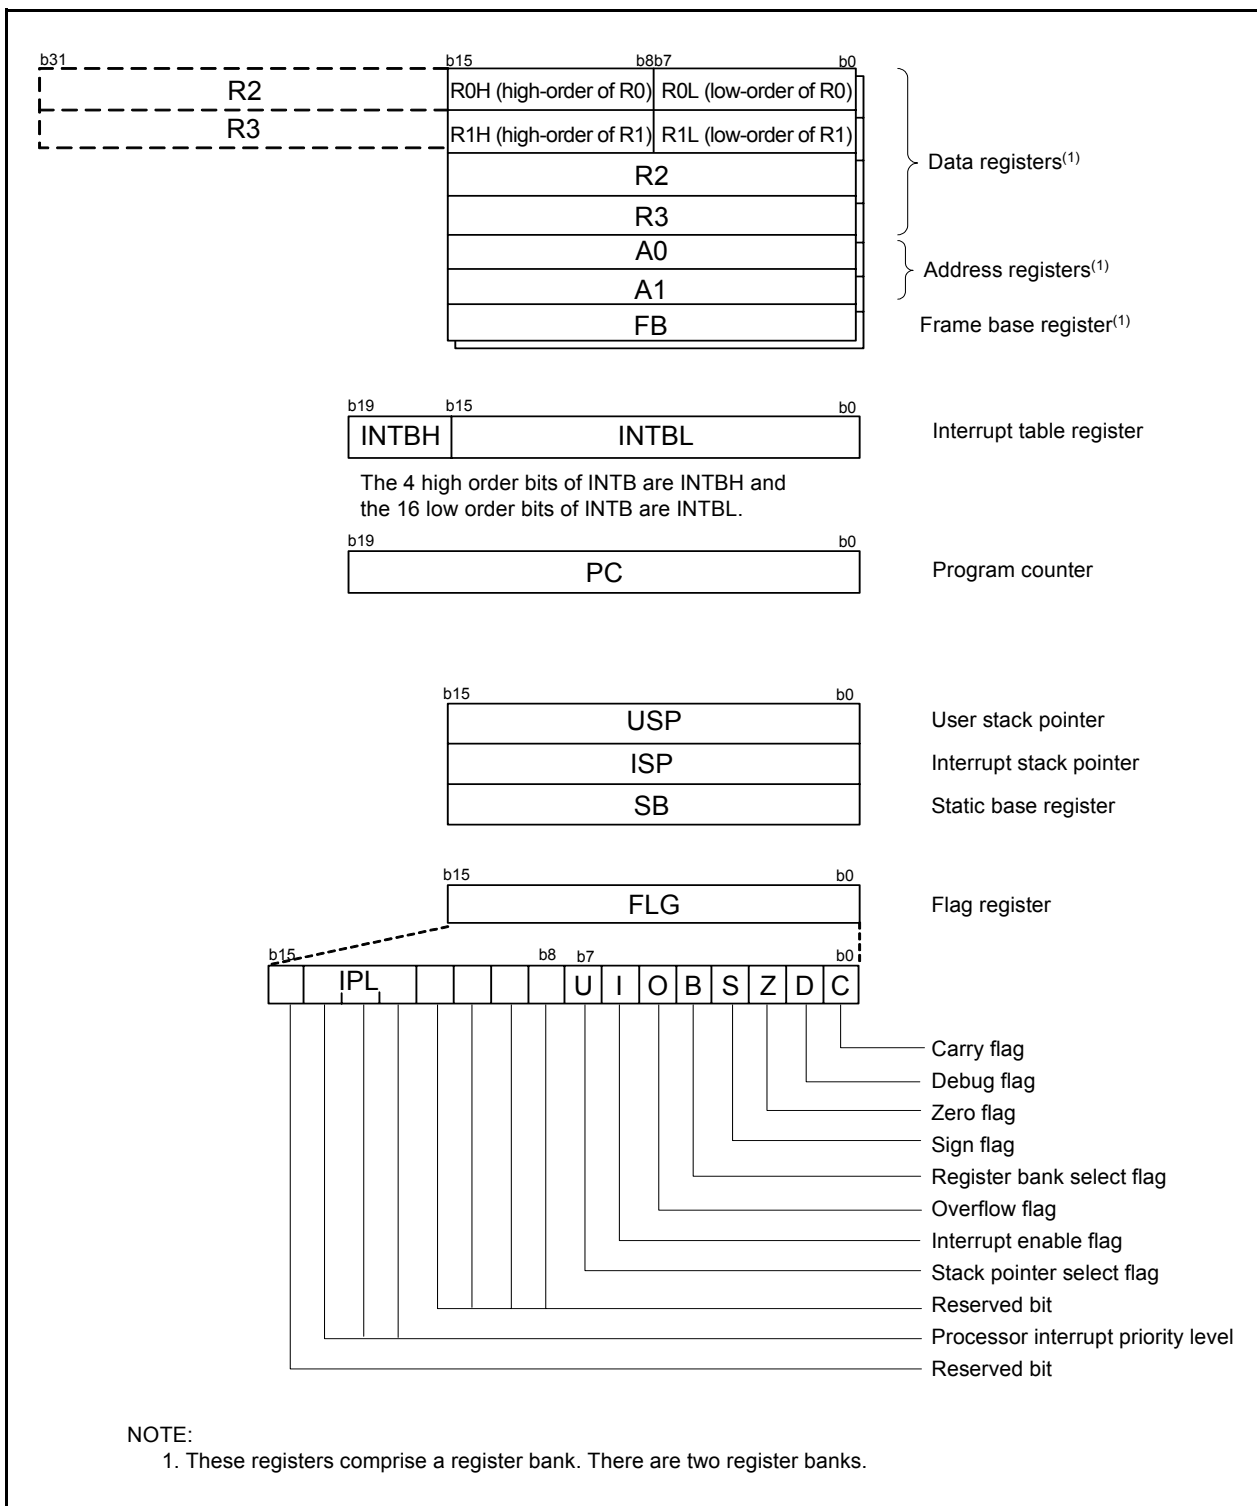 b31 b15 b8b7 b0
R2 R0H (high-order of R0) R0L (low-order of R0)
R3 R1H (high-order of R1) R1L (low-order of R1)
Data registers(1)
R2
R3
A0
Address registers(1)
A1
FB Frame base register(1)
b19 b15 b0
INTBH INTBL Interrupt table register
The 4 high order bits of INTB are INTBH and
the 16 low order bits of INTB are INTBL.
b19 b0
PC Program counter
b15 b0
USP User stack pointer
ISP Interrupt stack pointer
SB Static base register
b15 b0
FLG Flag register
b15 b8 b7 b0
IPL U I O B S Z D C
Carry flag
Debug flag
Zero flag
Sign flag
Register bank select flag
Overflow flag
Interrupt enable flag
Stack pointer select flag
Reserved bit
Processor interrupt priority level
Reserved bit
NOTE:
1. These registers comprise a register bank. There are two register banks.